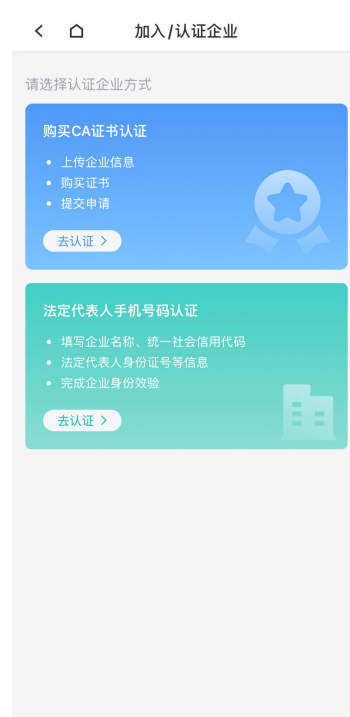 加入/认证企业
请选择认证企业方式
购买CA证书认证
• 上传企业信息
• 购买证书
• 提交申请
去认证 >
法定代表人手机号码认证
• 填写企业名称、统一社会信用代码
• 法定代表人身份证号等信息
• 完成企业身份效验
去认证 >